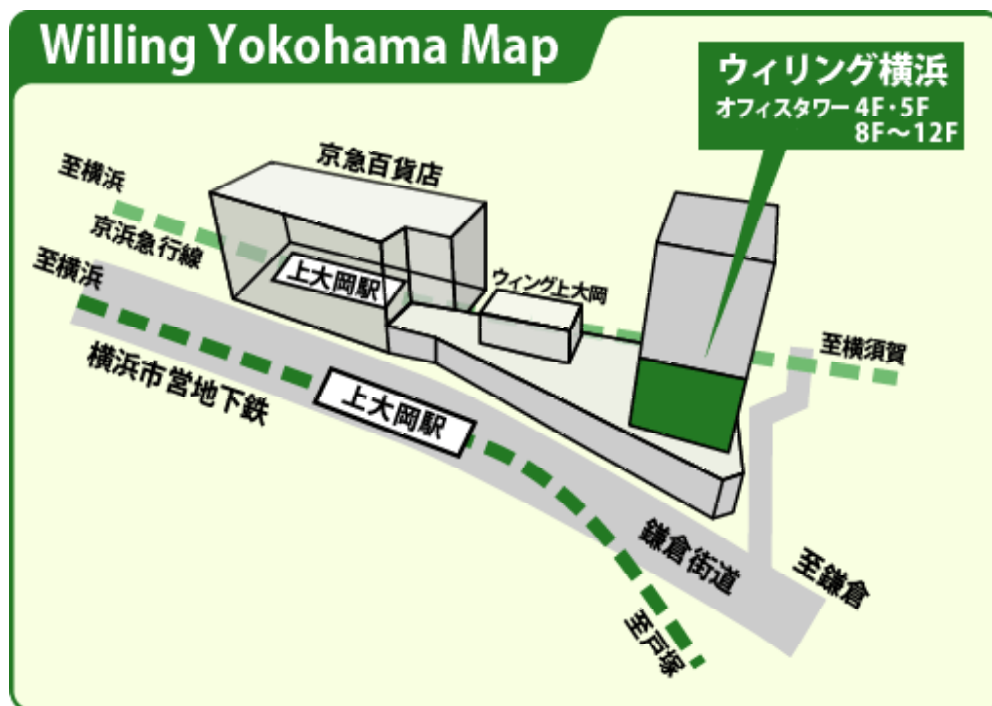 Willing Yokohama Map
ウィリング横浜
オフィスタワー 4F・5F
8F～12F
京急百貨店
至横浜
京浜急行線
至横浜
上大岡駅
ウィング上大岡
至横須賀
横浜市営地下鉄
上大岡駅
鎌倉街道
至鎌倉
至戸塚